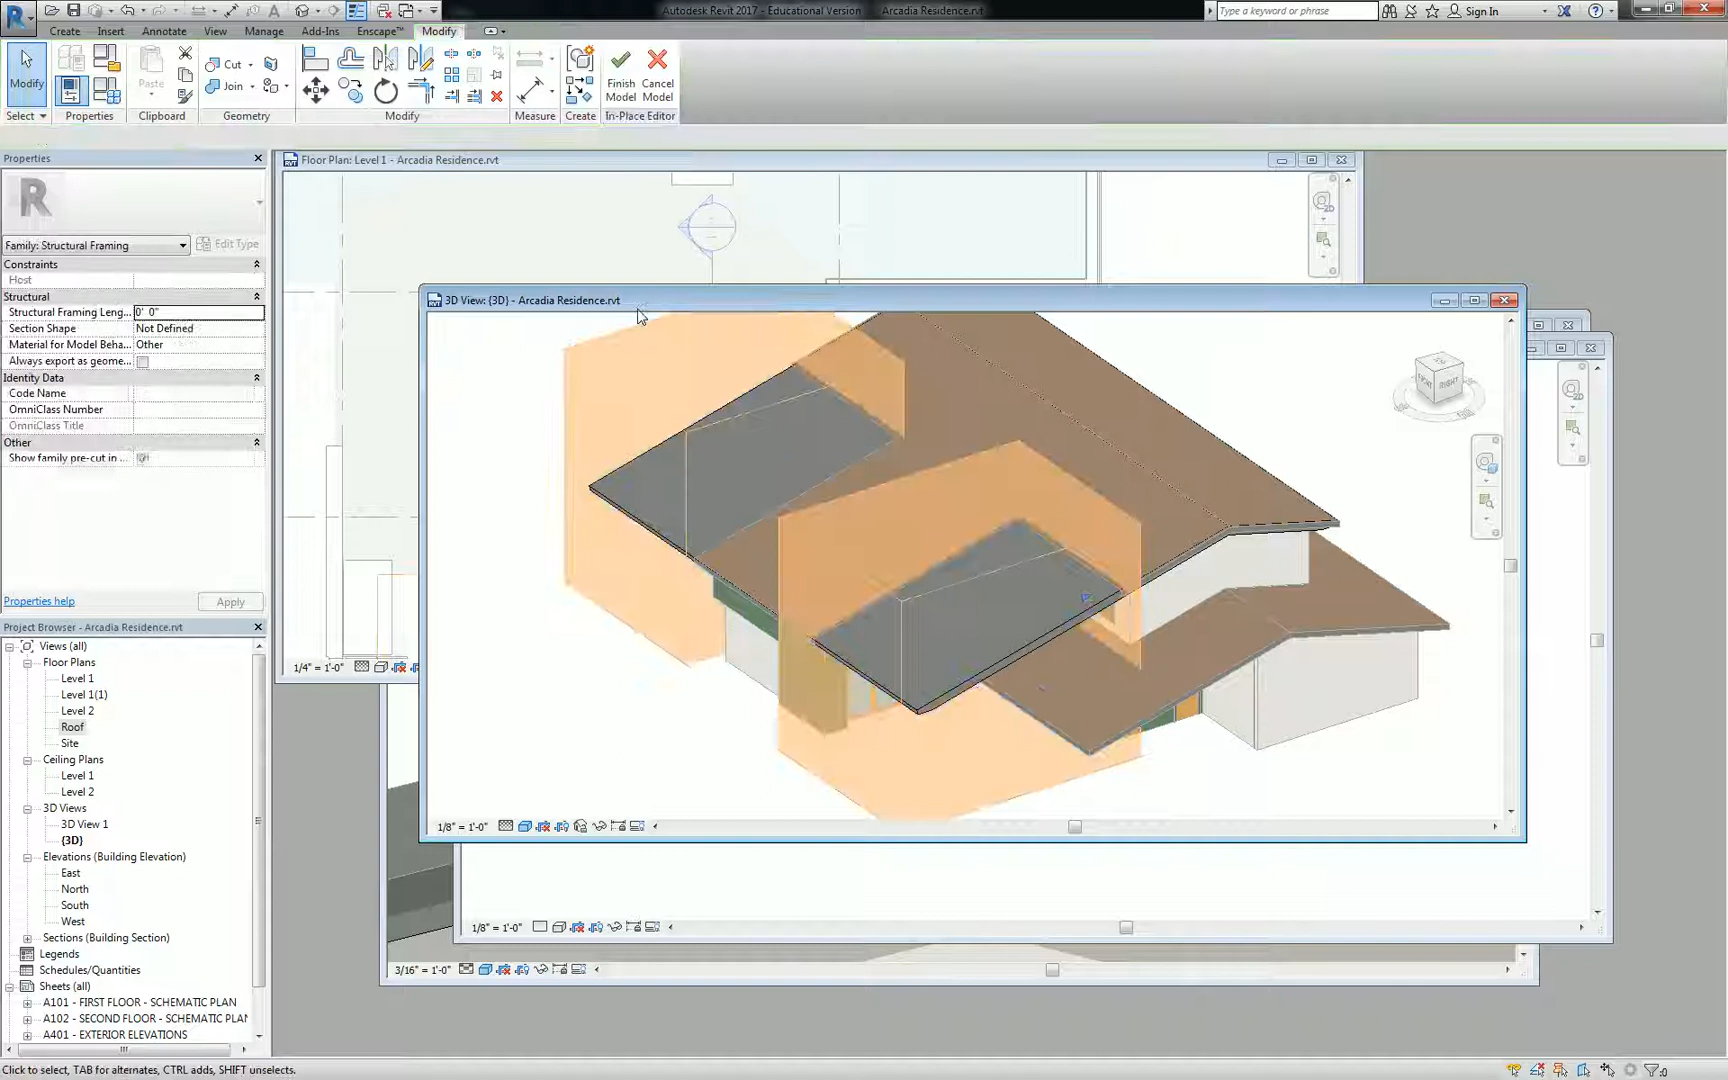 Autodesk Revit 2017 - Educational Version    Arcadia Residence.rvt
Type a keyword or phrase
Sign In
Create Insert Annotate View Manage Add-Ins Enscape™ Modify
Modify
Paste
Cut
Join
Finish Model
Cancel Model
Select Properties Clipboard Geometry Modify Measure Create In-Place Editor
Properties
Family: Structural Framing
Edit Type
Constraints
Host
Structural
Structural Framing Leng... 0' 0"
Section Shape Not Defined
Material for Model Beha... Other
Always export as geome...
Identity Data
Code Name
OmniClass Number
OmniClass Title
Other
Show family pre-cut in ...
Properties help
Apply
Project Browser - Arcadia Residence.rvt
Views (all)
Floor Plans
Level 1
Level 1(1)
Level 2
Roof
Site
Ceiling Plans
Level 1
Level 2
3D Views
3D View 1
{3D}
Elevations (Building Elevation)
East
North
South
West
Sections (Building Section)
Legends
Schedules/Quantities
Sheets (all)
A101 - FIRST FLOOR - SCHEMATIC PLAN
A102 - SECOND FLOOR - SCHEMATIC PLAN
A401 - EXTERIOR ELEVATIONS
Floor Plan: Level 1 - Arcadia Residence.rvt
1/4" = 1'-0"
3D View: {3D} - Arcadia Residence.rvt
FRONT
RIGHT
1/8" = 1'-0"
1/8" = 1'-0"
3/16" = 1'-0"
Click to select, TAB for alternates, CTRL adds, SHIFT unselects.
:0